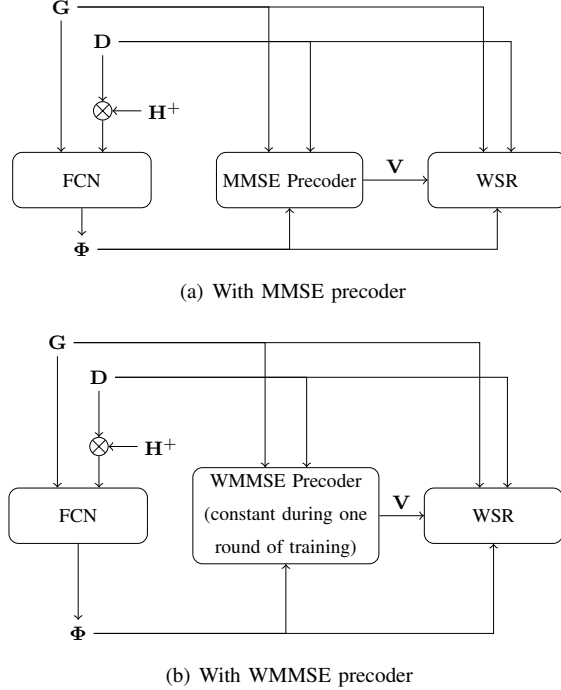 G
D
H⁺
FCN
MMSE Precoder
V
WSR
Φ
(a) With MMSE precoder
G
D
H⁺
WMMSE Precoder
(constant during one
round of training)
FCN
V
WSR
Φ
(b) With WMMSE precoder